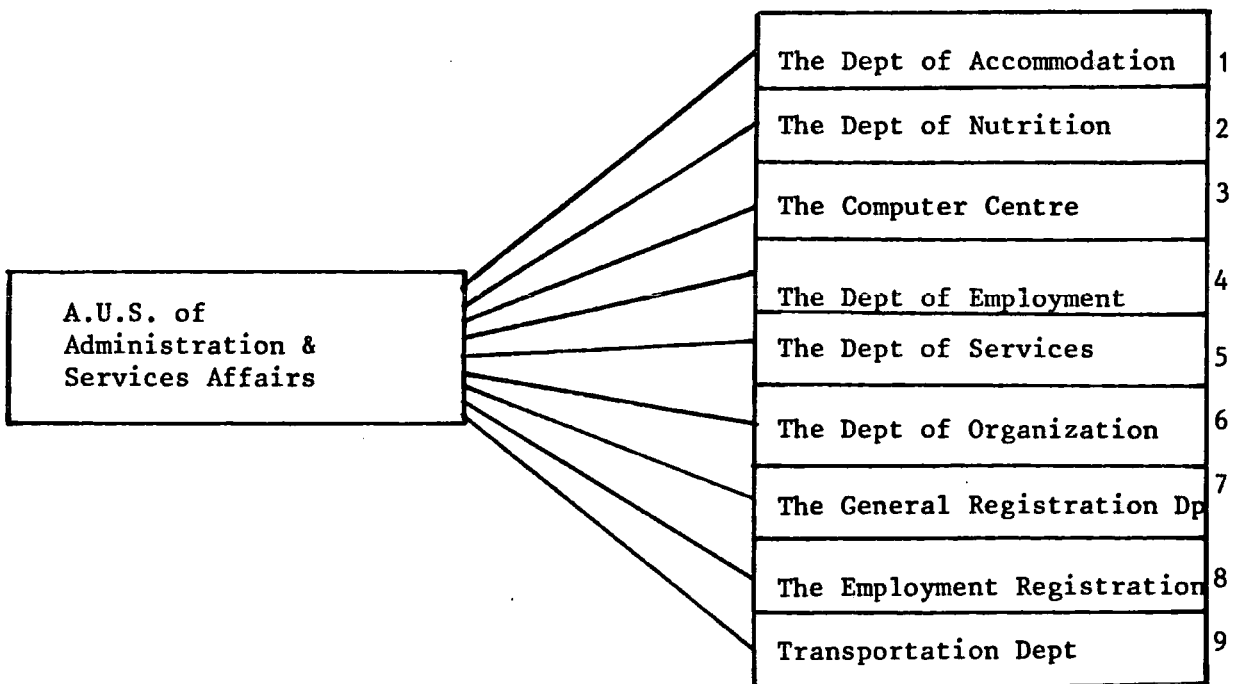 The Dept of Accommodation 1
The Dept of Nutrition 2
The Computer Centre 3
The Dept of Employment 4
The Dept of Services 5
The Dept of Organization 6
The General Registration Dp 7
The Employment Registration 8
Transportation Dept 9
A.U.S. of
Administration &
Services Affairs